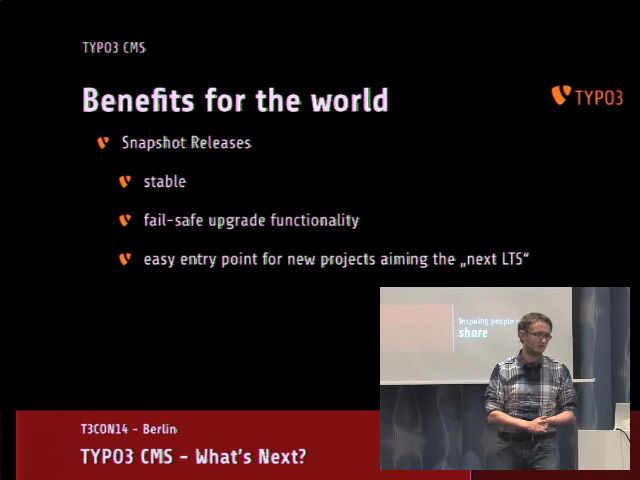 TYPO3 CMS
Benefits for the world
TYPO3
Snapshot Releases
stable
fail-safe upgrade functionality
easy entry point for new projects aiming the „next LTS“
Inspiring people
share
T3CON14 - Berlin
TYPO3 CMS - What's Next?